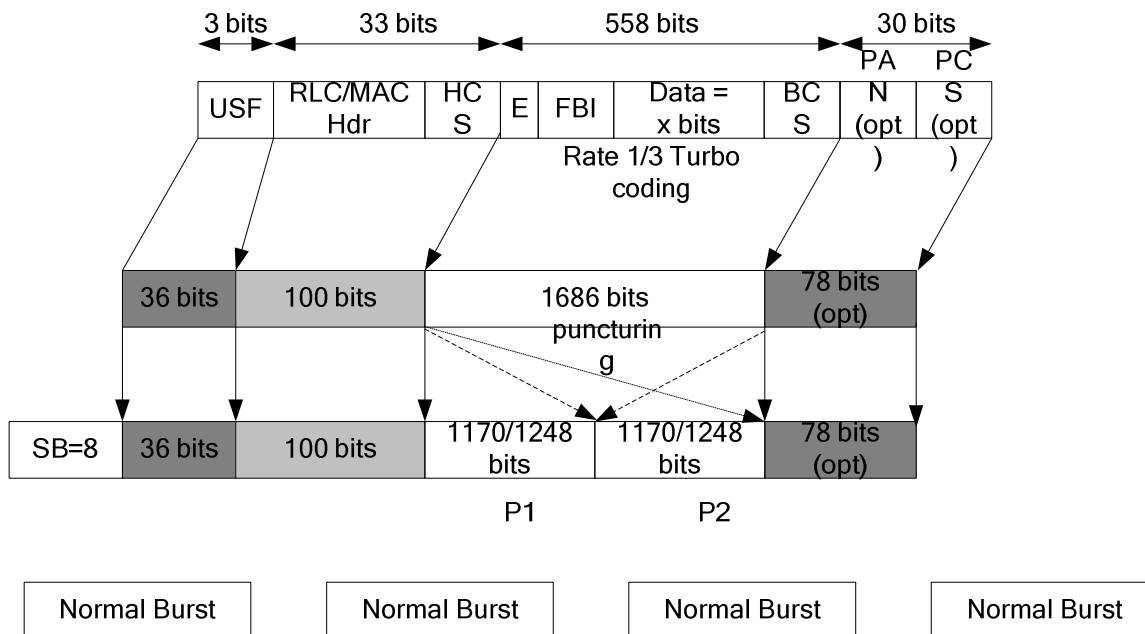 3 bits 33 bits 558 bits 30 bits
USF
RLC/MAC
Hdr
HC
S
E
FBI
Data =
x bits
BC
S
PA
N
(opt
)
PC
S
(opt
)
Rate 1/3 Turbo
coding
36 bits
100 bits
1686 bits
puncturin
g
78 bits
(opt)
SB=8
36 bits
100 bits
1170/1248
bits
1170/1248
bits
78 bits
(opt)
P1
P2
Normal Burst
Normal Burst
Normal Burst
Normal Burst